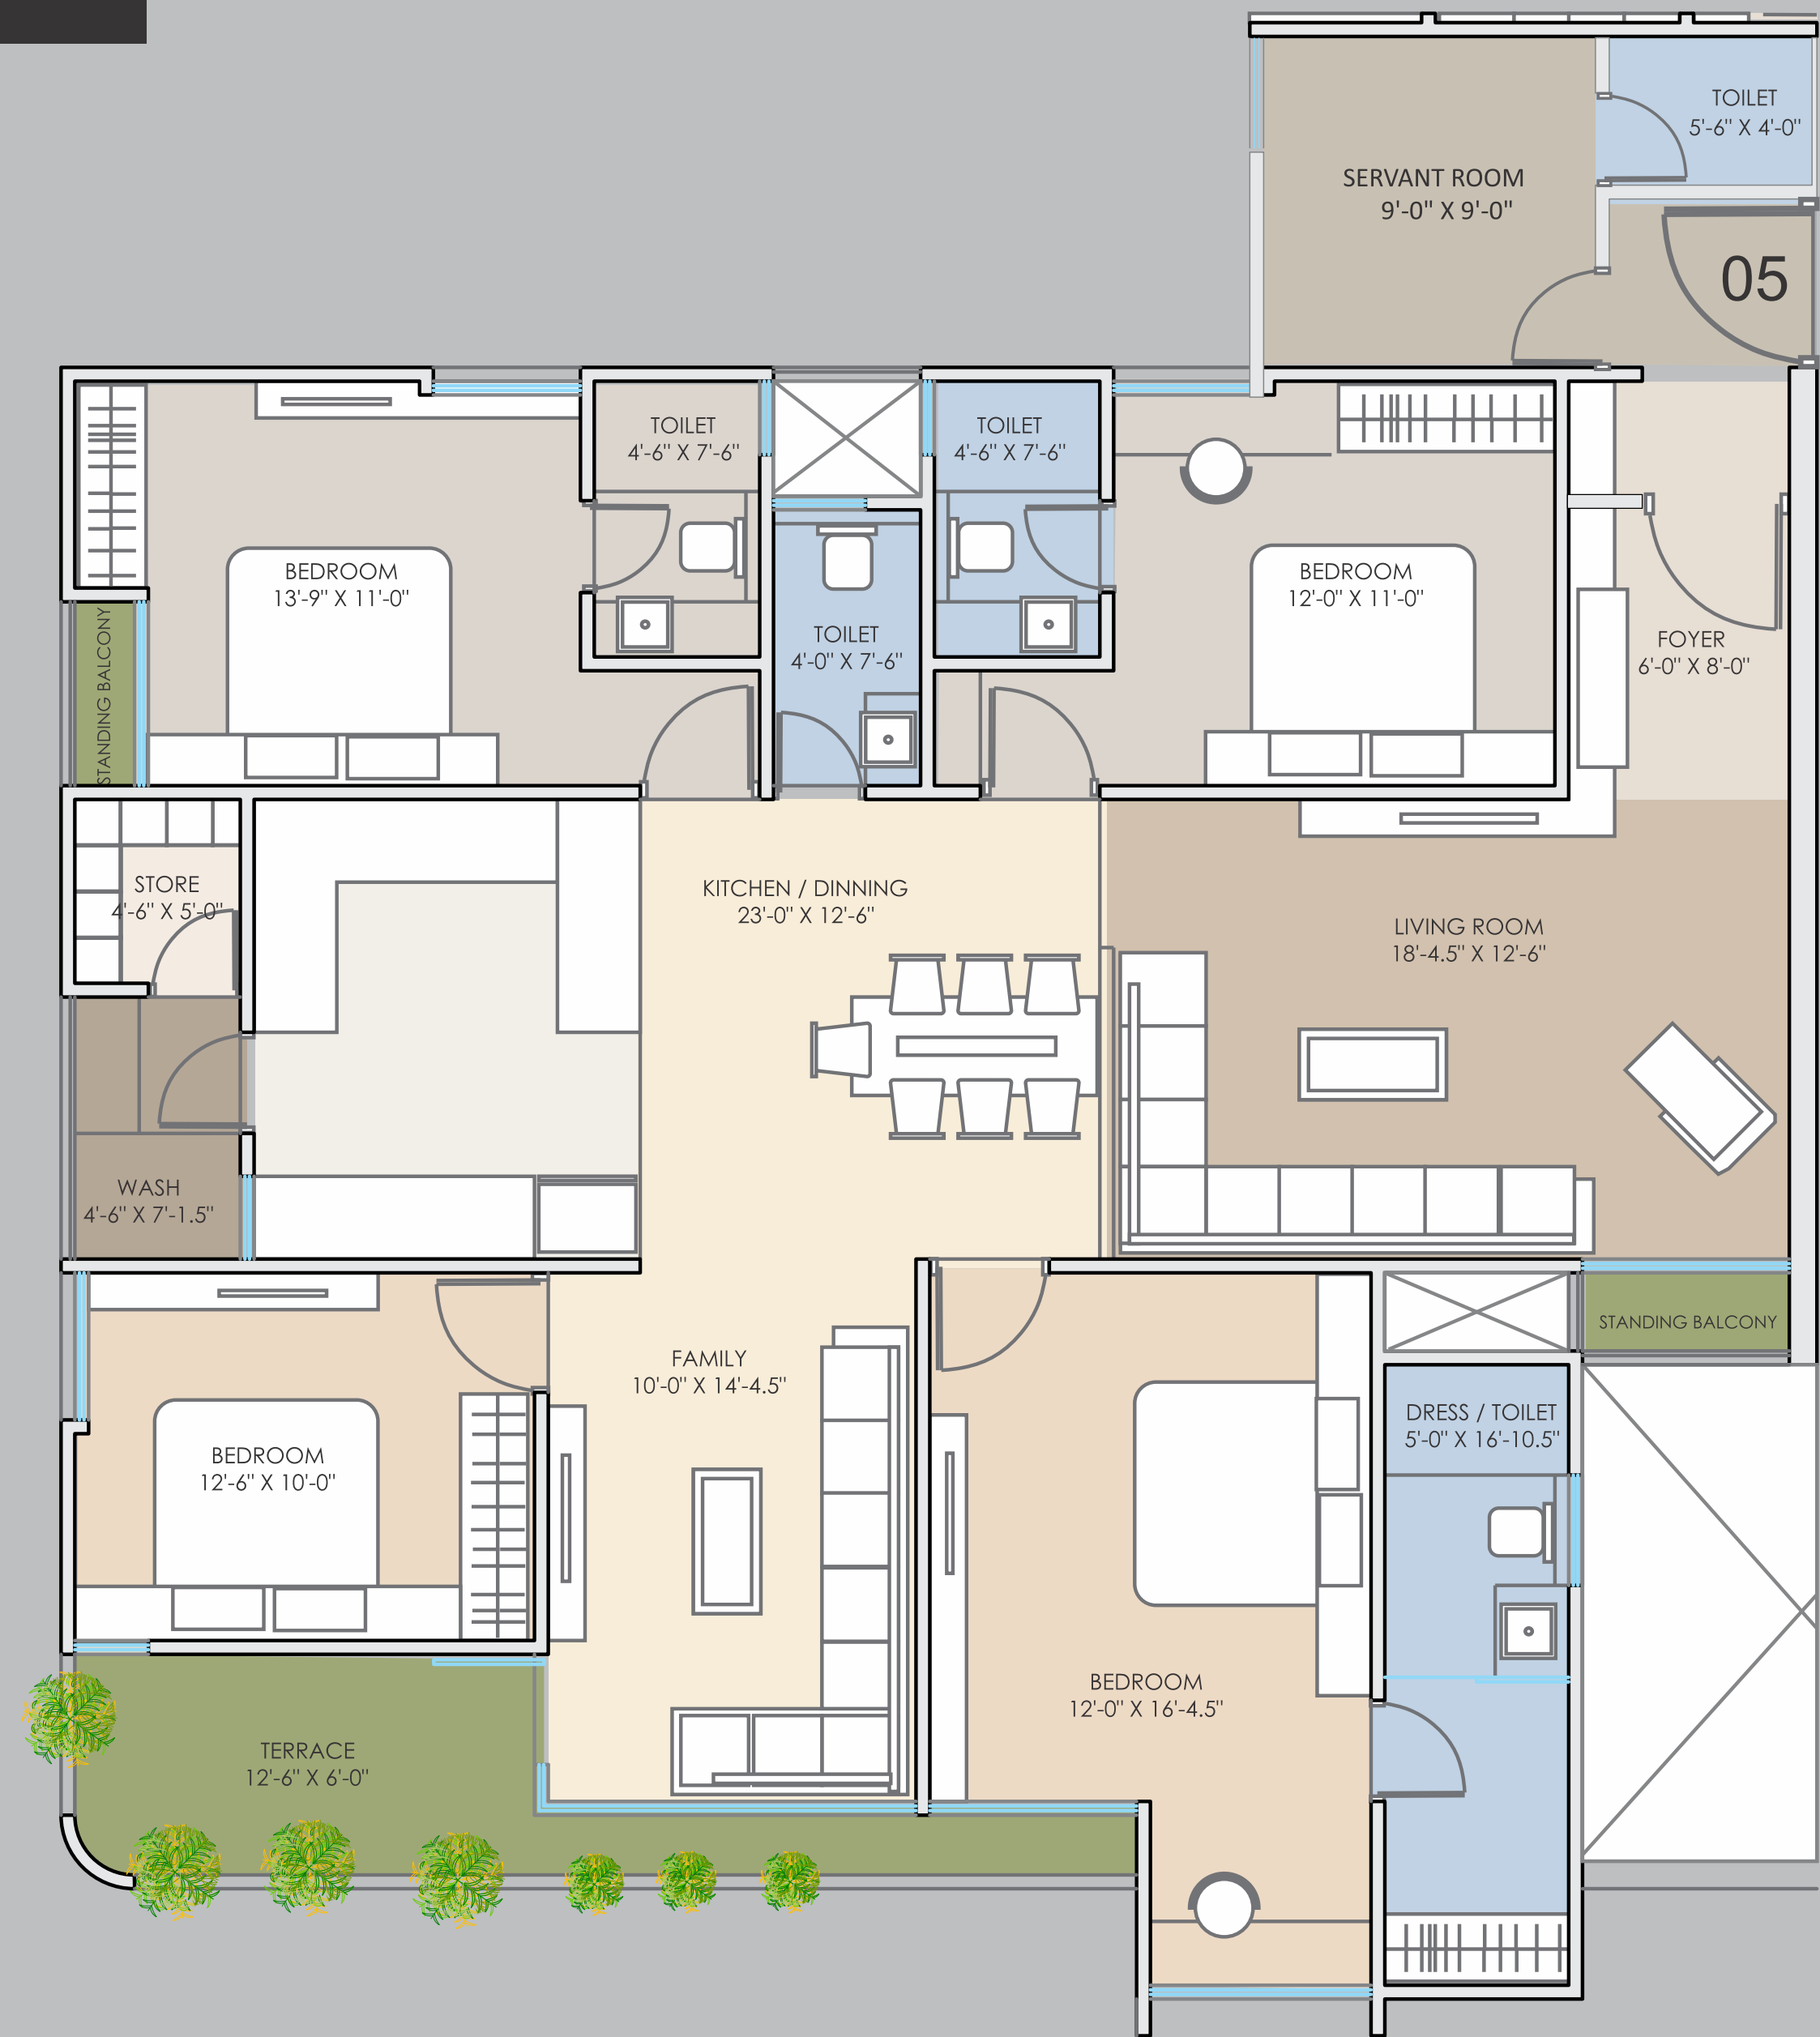 TOILET
5'-6" X 4'-0"
SERVANT ROOM
9'-0" X 9'-0"
05
TOILET
4'-6" X 7'-6"
TOILET
4'-6" X 7'-6"
BEDROOM
13'-9" X 11'-0"
BEDROOM
12'-0" X 11'-0"
STANDING BALCONY
TOILET
4'-0" X 7'-6"
FOYER
6'-0" X 8'-0"
STORE
4'-6" X 5'-0"
KITCHEN / DINNING
23'-0" X 12'-6"
LIVING ROOM
18'-4.5" X 12'-6"
WASH
4'-6" X 7'-1.5"
STANDING BALCONY
FAMILY
10'-0" X 14'-4.5"
DRESS / TOILET
5'-0" X 16'-10.5"
BEDROOM
12'-6" X 10'-0"
BEDROOM
12'-0" X 16'-4.5"
TERRACE
12'-6" X 6'-0"